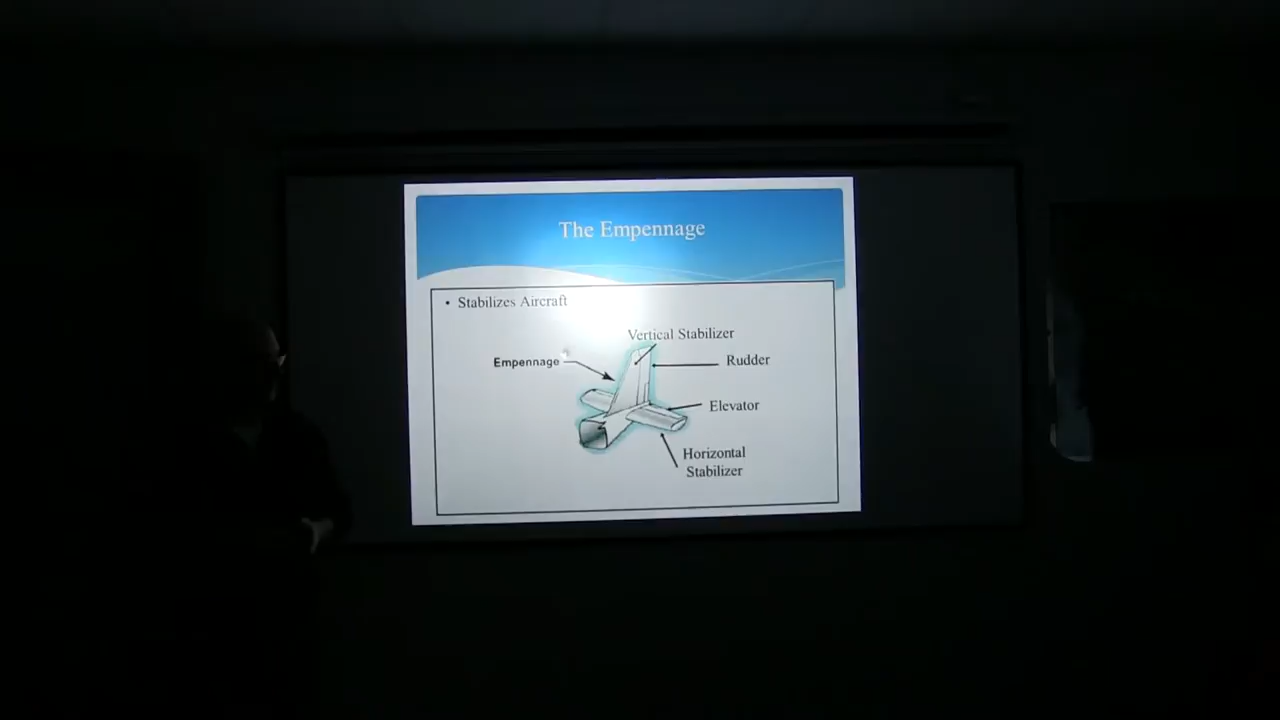 The Empennage
• Stabilizes Aircraft
Vertical Stabilizer
Empennage
Rudder
Elevator
Horizontal
Stabilizer